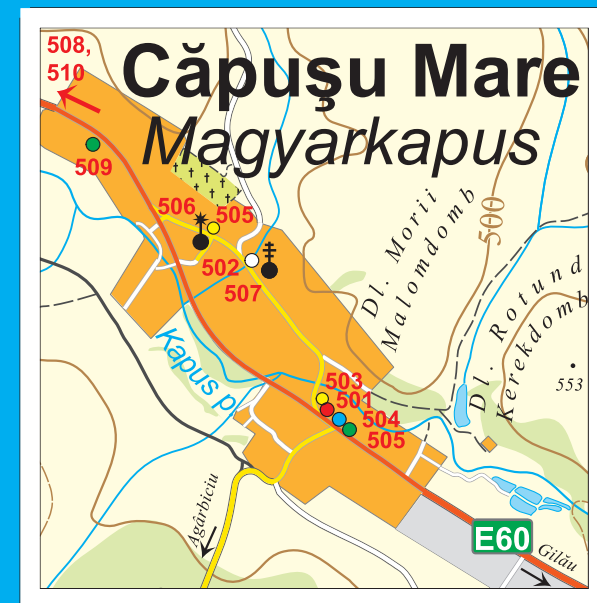 508,
510
Căpuşu Mare
Magyarkapus
509
506
505
502
507
500
Dl. Morii
Malomdomb
Dl. Rotund
Kerekdomb
553
Kapus p.
503
501
504
505
Agârbiciu
E60
Gilău